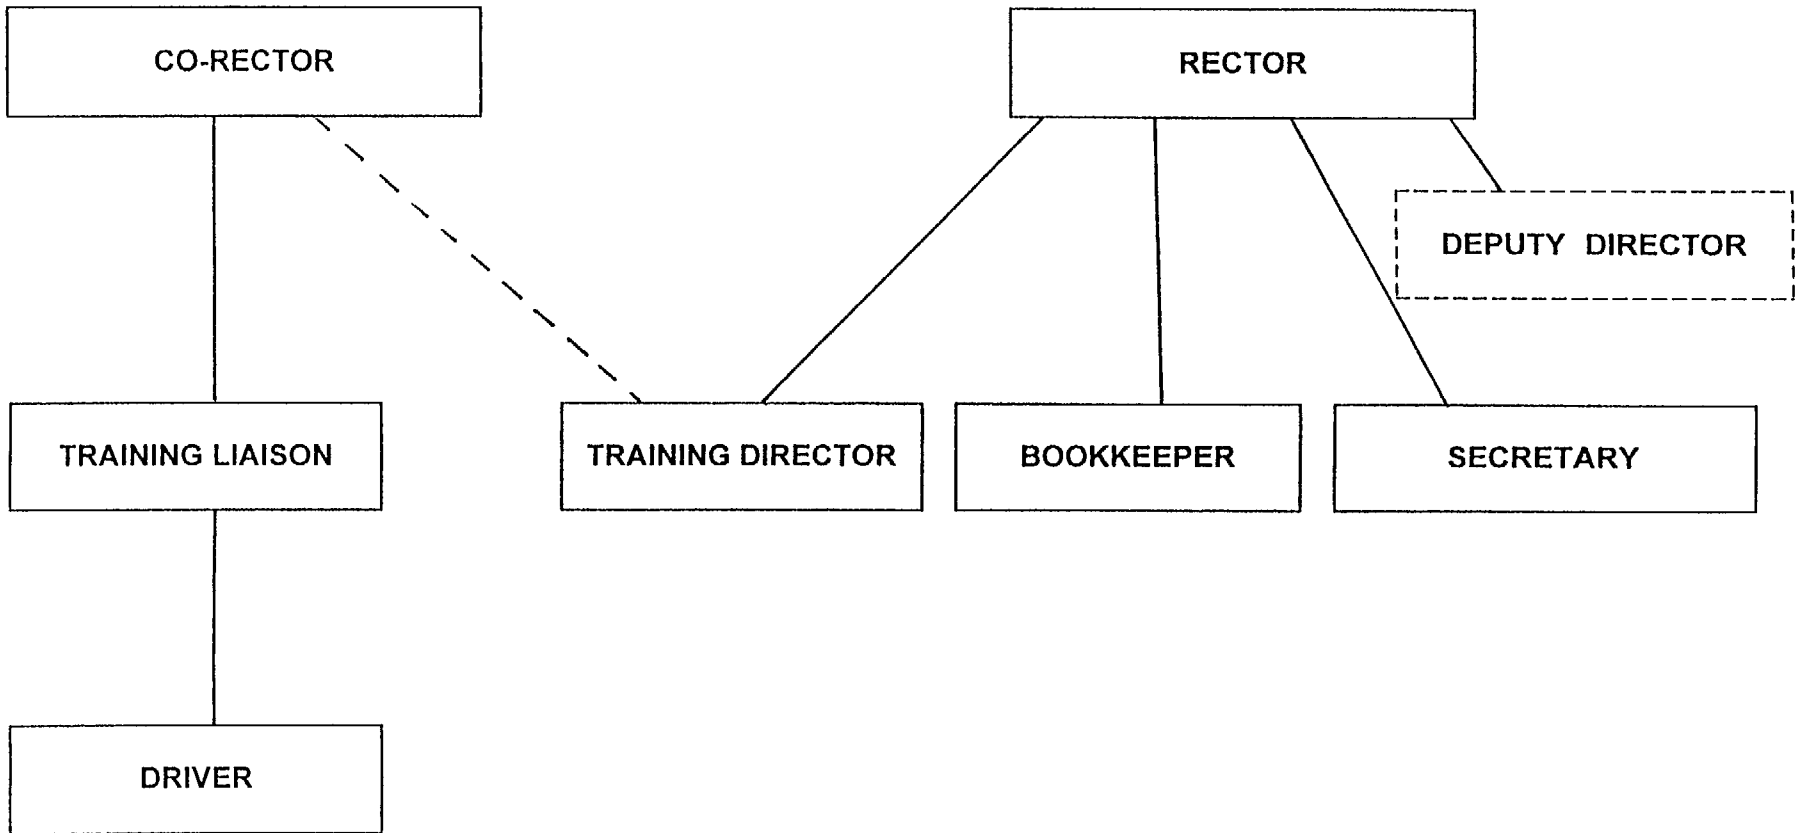 CO-RECTOR
RECTOR
DEPUTY DIRECTOR
TRAINING LIAISON
TRAINING DIRECTOR
BOOKKEEPER
SECRETARY
DRIVER